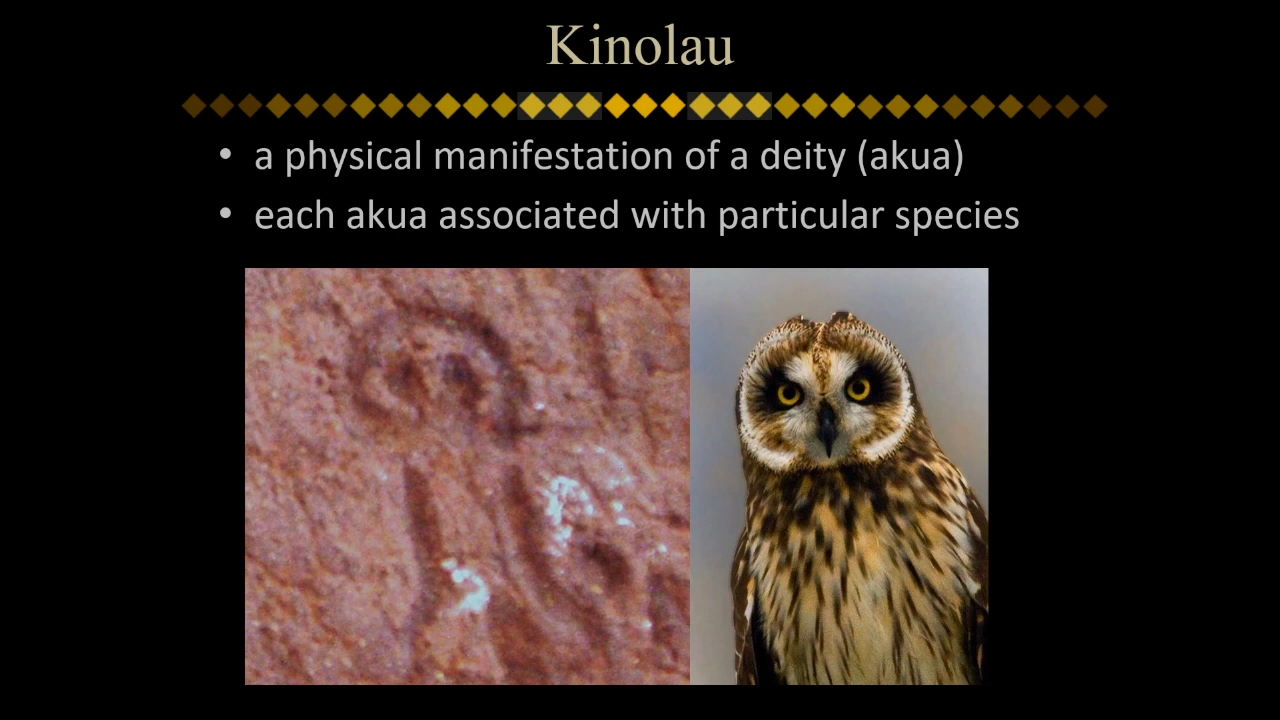 Kinolau
• a physical manifestation of a deity (akua)
• each akua associated with particular species